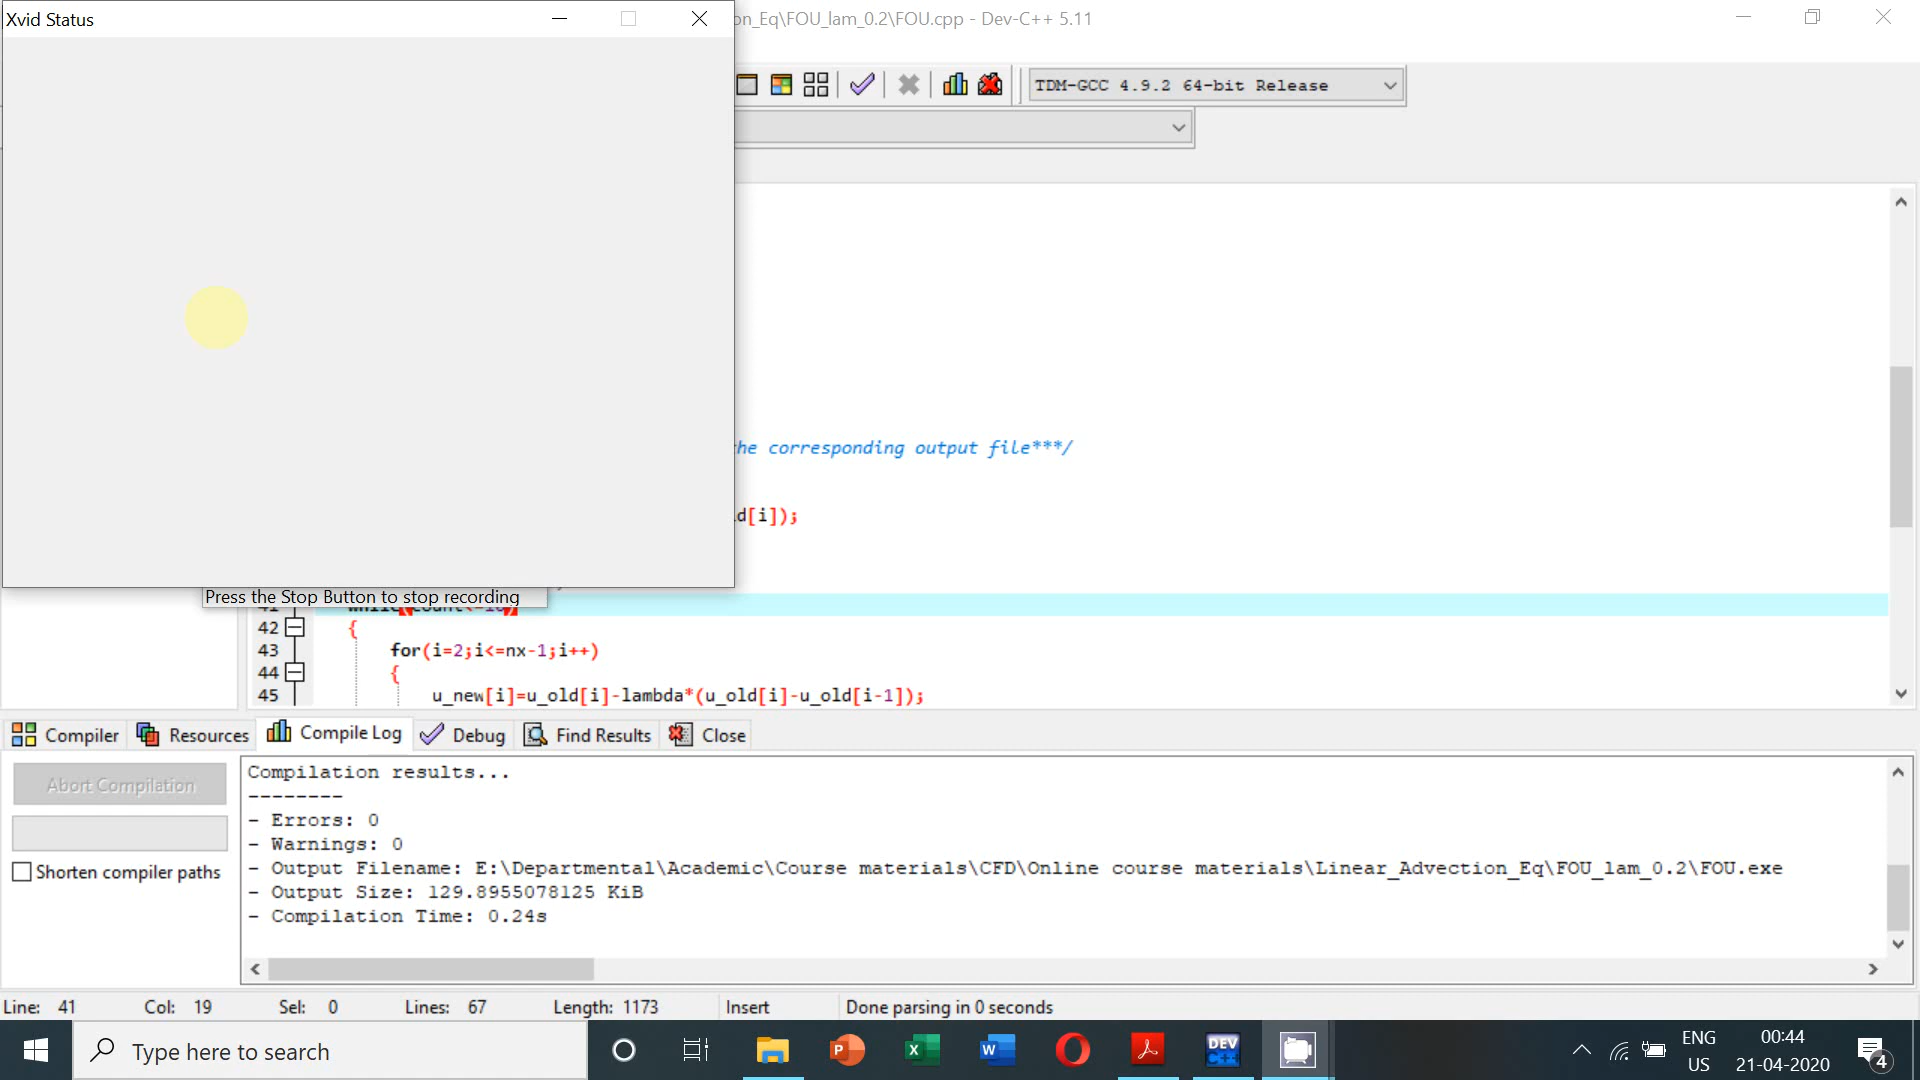 Xvid Status
on_Eq\FOU_lam_0.2\FOU.cpp - Dev-C++ 5.11
TDM-GCC 4.9.2 64-bit Release
the corresponding output file***/
d[i]);
Press the Stop Button to stop recording
41
42 {
43 for(i=2;i<=nx-1;i++)
44 {
45 u_new[i]=u_old[i]-lambda*(u_old[i]-u_old[i-1]);
Compiler Resources Compile Log Debug Find Results Close
Abort Compilation
Shorten compiler paths
Compilation results...
--------
- Errors: 0
- Warnings: 0
- Output Filename: E:\Departmental\Academic\Course materials\CFD\Online course materials\Linear_Advection_Eq\FOU_lam_0.2\FOU.exe
- Output Size: 129.8955078125 KiB
- Compilation Time: 0.24s
Line: 41 Col: 19 Sel: 0 Lines: 67 Length: 1173 Insert Done parsing in 0 seconds
Type here to search
DEV
C++
ENG
US
00:44
21-04-2020
4